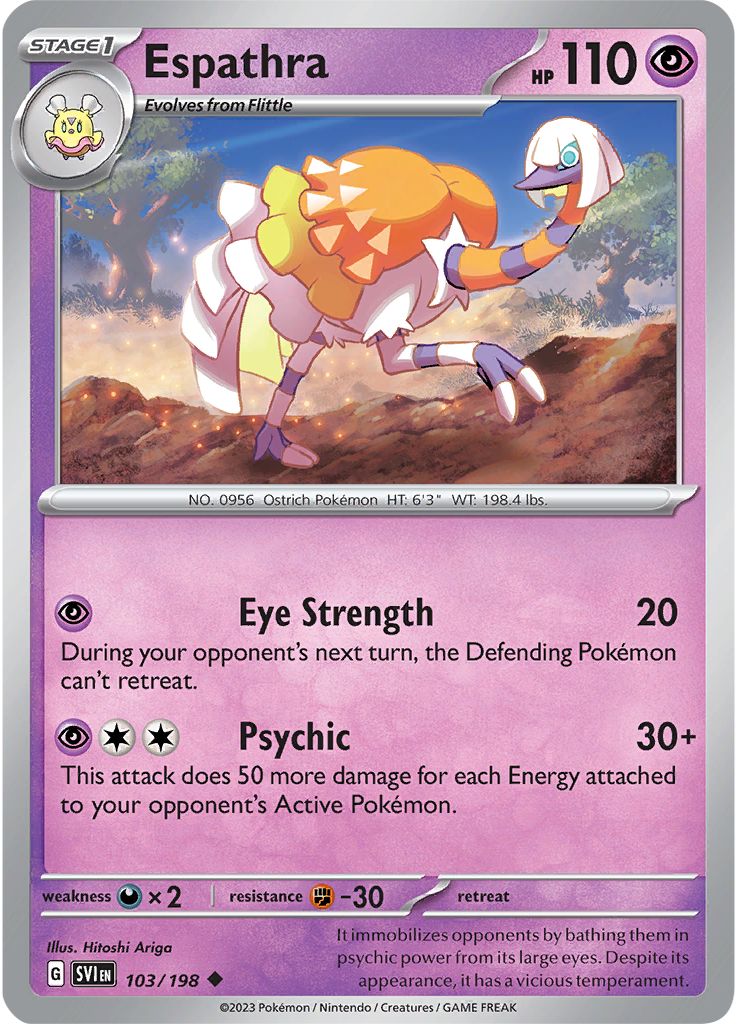 STAGE1
Espathra
HP 110
Evolves from Flittle
NO. 0956 Ostrich Pokémon HT: 6'3" WT: 198.4 lbs.
Eye Strength 20
During your opponent's next turn, the Defending Pokémon
can't retreat.
Psychic 30+
This attack does 50 more damage for each Energy attached
to your opponent's Active Pokémon.
weakness ×2 resistance -30 retreat
Illus. Hitoshi Ariga
It immobilizes opponents by bathing them in
psychic power from its large eyes. Despite its
appearance, it has a vicious temperament.
G SVI EN 103/198
©2023 Pokémon / Nintendo / Creatures / GAME FREAK